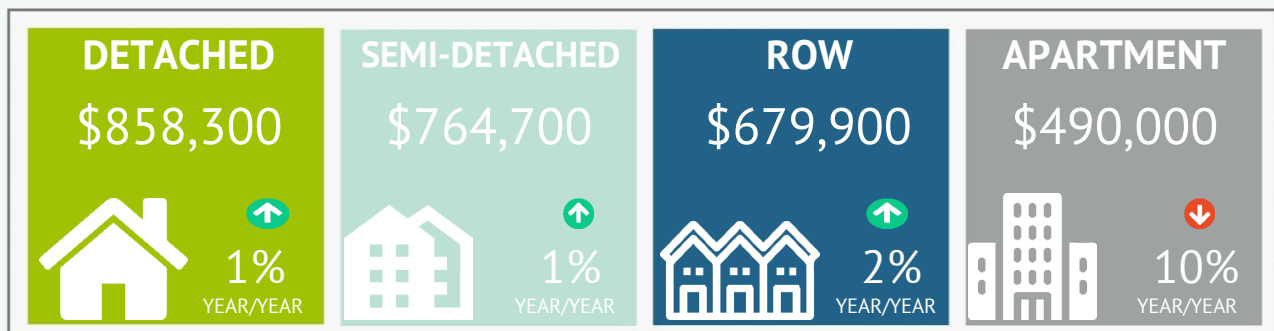 DETACHED
$858,300
1%
YEAR/YEAR
SEMI-DETACHED
$764,700
1%
YEAR/YEAR
ROW
$679,900
2%
YEAR/YEAR
APARTMENT
$490,000
10%
YEAR/YEAR